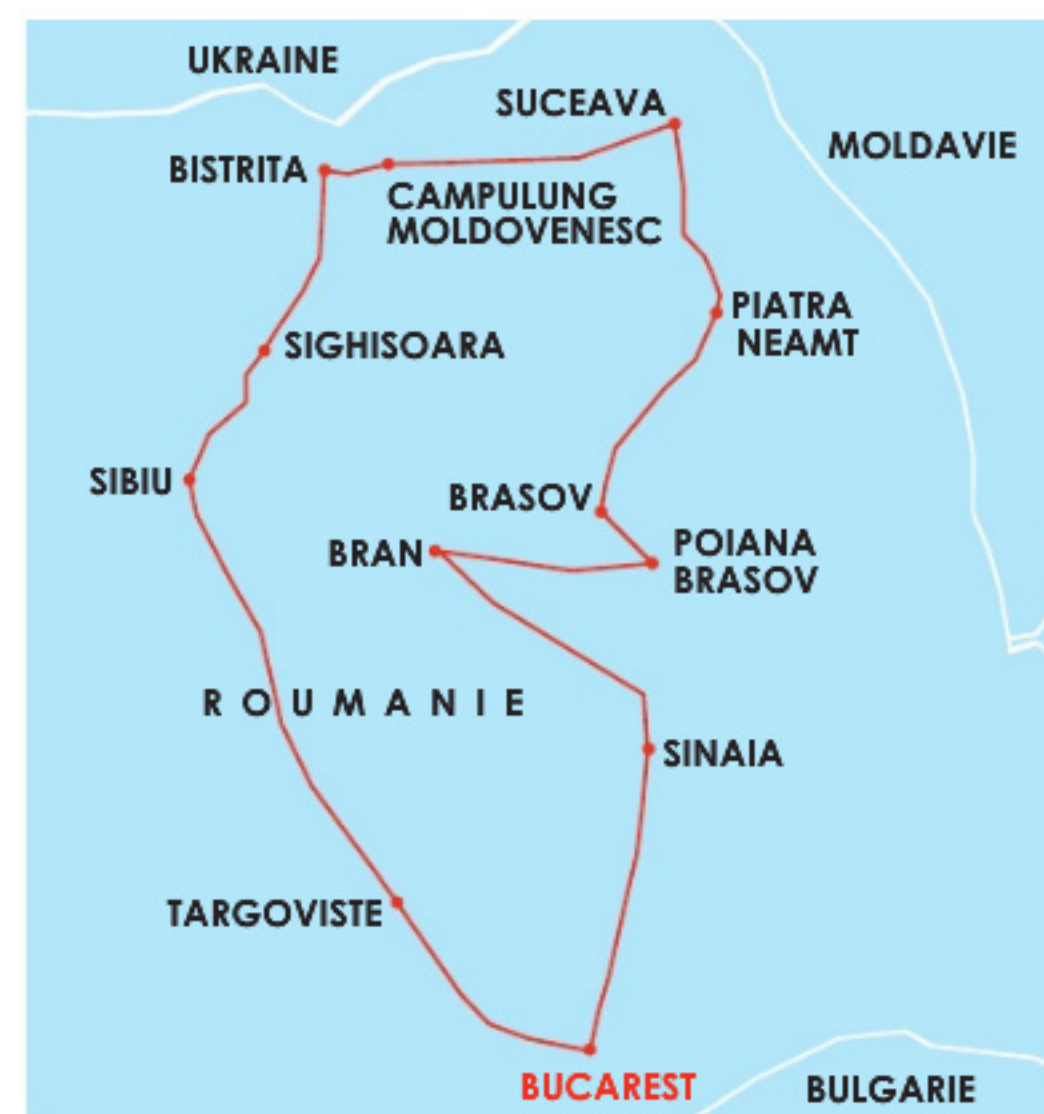 UKRAINE
SUCEAVA
MOLDAVIE
BISTRITA
CAMPULUNG
MOLDOVENESC
PIATRA
NEAMT
SIGHISOARA
SIBIU
BRASOV
BRAN
POIANA
BRASOV
ROUMANIE
SINAIA
TARGOVISTE
BUCAREST
BULGARIE